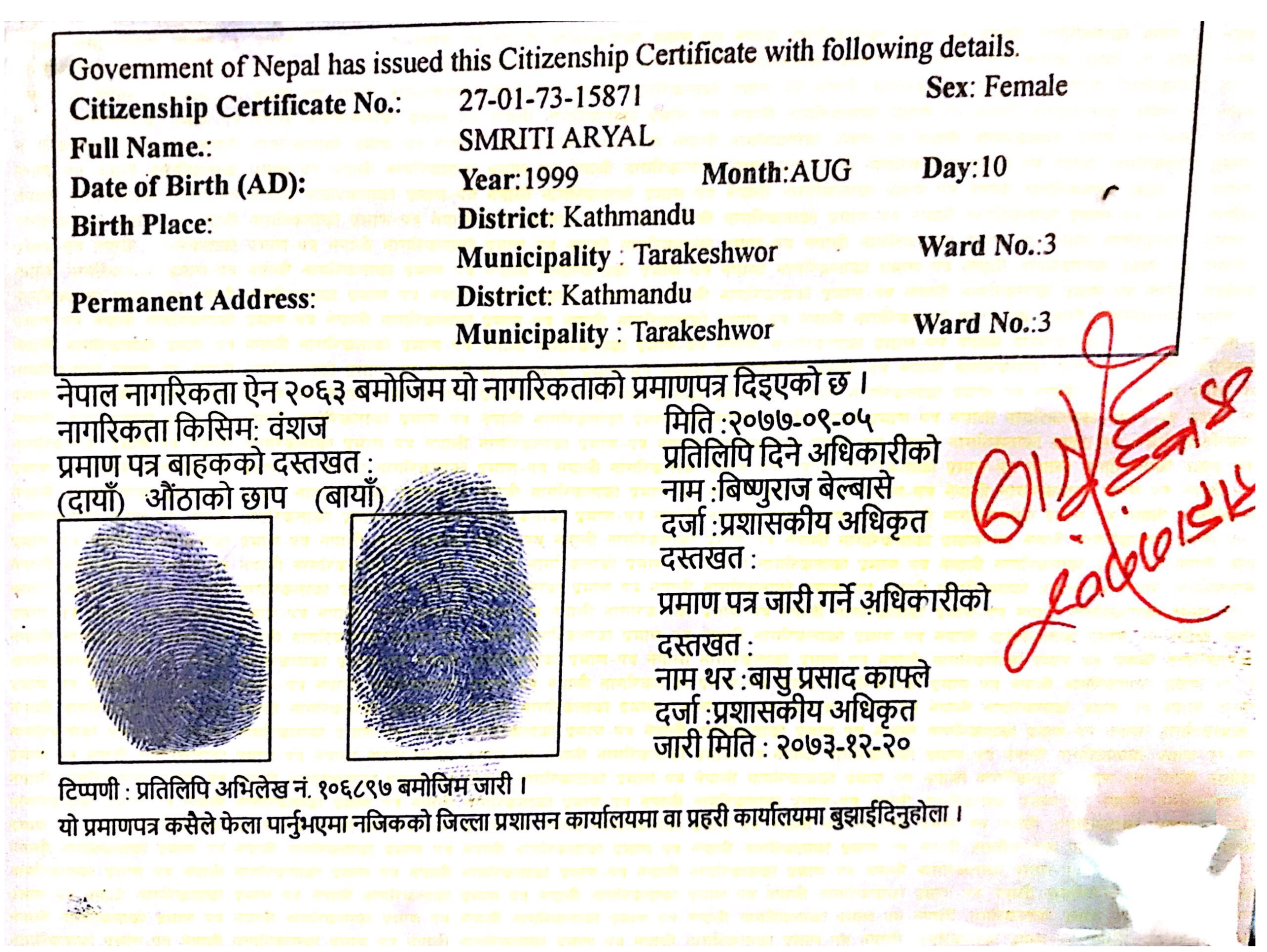 Government of Nepal has issued this Citizenship Certificate with following details.
Citizenship Certificate No.: 27-01-73-15871 Sex: Female
Full Name.: SMRITI ARYAL
Date of Birth (AD): Year:1999 Month:AUG Day:10
Birth Place: District: Kathmandu
Municipality : Tarakeshwor Ward No.:3
Permanent Address: District: Kathmandu
Municipality : Tarakeshwor Ward No.:3
नेपाल नागरिकता ऐन २०६३ बमोजिम यो नागरिकताको प्रमाणपत्र दिइएको छ ।
नागरिकता किसिम: वंशज
प्रमाण पत्र बाहकको दस्तखत :
(दायाँ) औंठाको छाप (बायाँ)
मिति :२०७७-०९-०५
प्रतिलिपि दिने अधिकारीको
नाम :बिष्णुराज बेल्बासे
दर्जा :प्रशासकीय अधिकृत
दस्तखत :
प्रमाण पत्र जारी गर्ने अधिकारीको
दस्तखत :
नाम थर :बासु प्रसाद काफ्ले
दर्जा :प्रशासकीय अधिकृत
जारी मिति : २०७३-१२-२०
टिप्पणी : प्रतिलिपि अभिलेख नं. १०६८९७ बमोजिम जारी ।
यो प्रमाणपत्र कसैले फेला पार्नुभएमा नजिकको जिल्ला प्रशासन कार्यालयमा वा प्रहरी कार्यालयमा बुझाईदिनुहोला ।